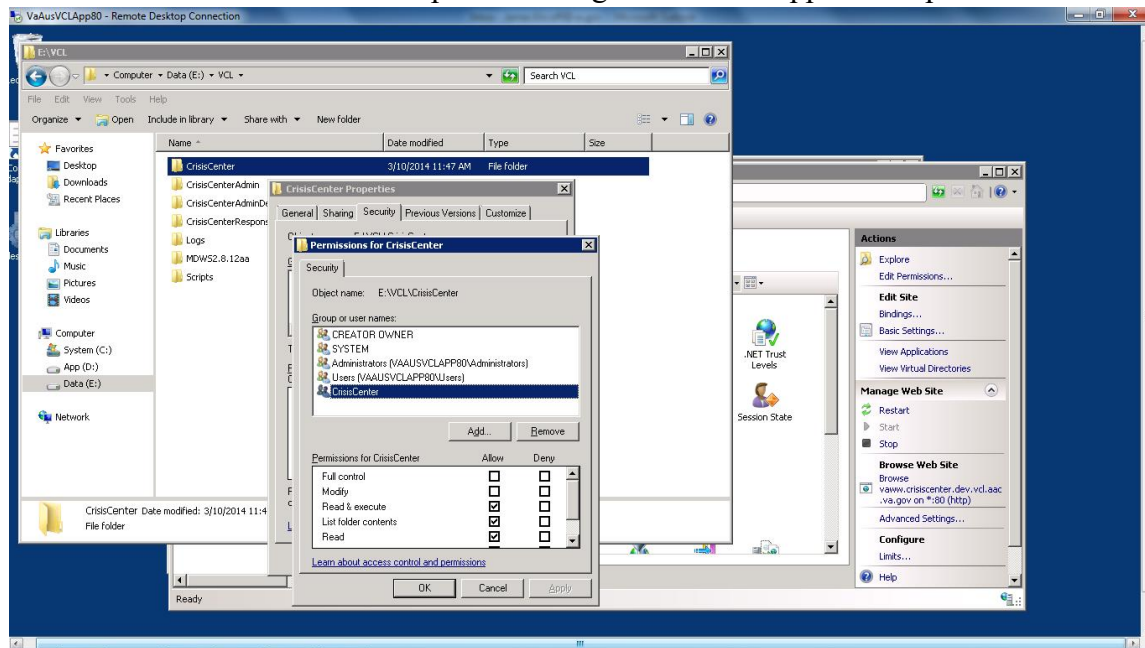 VaAusVCLApp80 - Remote Desktop Connection
E:\VCL
Computer Data (E:) VCL
Search VCL
File Edit View Tools Help
Organize Open Include in library Share with New folder
Favorites
Desktop
Downloads
Recent Places
Libraries
Documents
Music
Pictures
Videos
Computer
System (C:)
App (D:)
Data (E:)
Network
Name Date modified Type Size
CrisisCenter 3/10/2014 11:47 AM File folder
CrisisCenterAdmin
CrisisCenterAdminDe
CrisisCenterRespons
Logs
MDWS2.8.12aa
Scripts
CrisisCenter Date modified: 3/10/2014 11:4
File folder
CrisisCenter Properties
General Sharing Security Previous Versions Customize
Permissions for CrisisCenter
Security
Object name: E:\VCL\CrisisCenter
Group or user names:
CREATOR OWNER
SYSTEM
Administrators (VAAUSVCLAPP80\Administrators)
Users (VAAUSVCLAPP80\Users)
CrisisCenter
Add... Remove
Permissions for CrisisCenter Allow Deny
Full control
Modify
Read & execute
List folder contents
Read
Learn about access control and permissions
OK Cancel Apply
.NET Trust
Levels
Session State
Actions
Explore
Edit Permissions...
Edit Site
Bindings...
Basic Settings...
View Applications
View Virtual Directories
Manage Web Site
Restart
Start
Stop
Browse Web Site
Browse
vaww.crisiscenter.dev.vcl.aac
.va.gov on *:80 (http)
Advanced Settings...
Configure
Limits...
Help
Ready